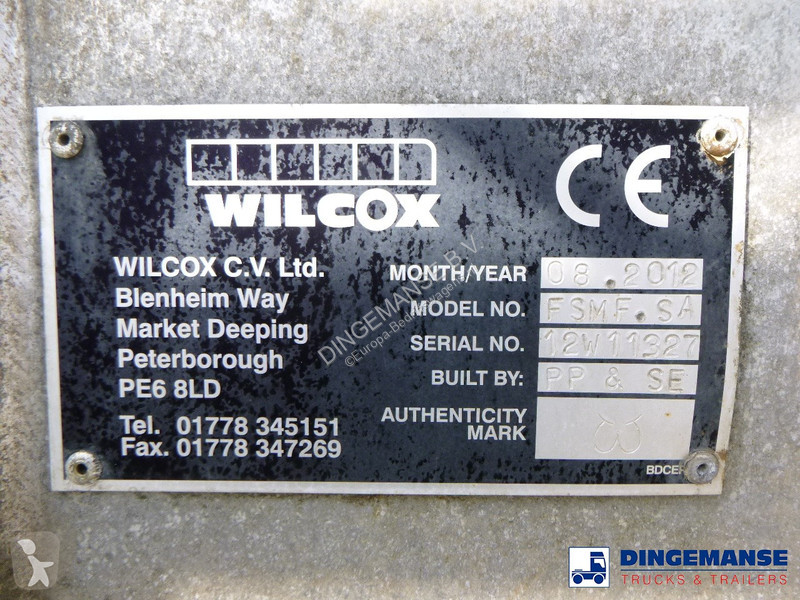 WILCOX
CE
WILCOX C.V. Ltd.
Blenheim Way
Market Deeping
Peterborough
PE6 8LD
Tel. 01778 345151
Fax. 01778 347269
MONTH/YEAR 08.2012
MODEL NO. FSMF.SA
SERIAL NO. 12W11327
BUILT BY: PP & SE
AUTHENTICITY
MARK
DINGEMANSE B.V.
DINGEMANSE
TRUCKS & TRAILERS